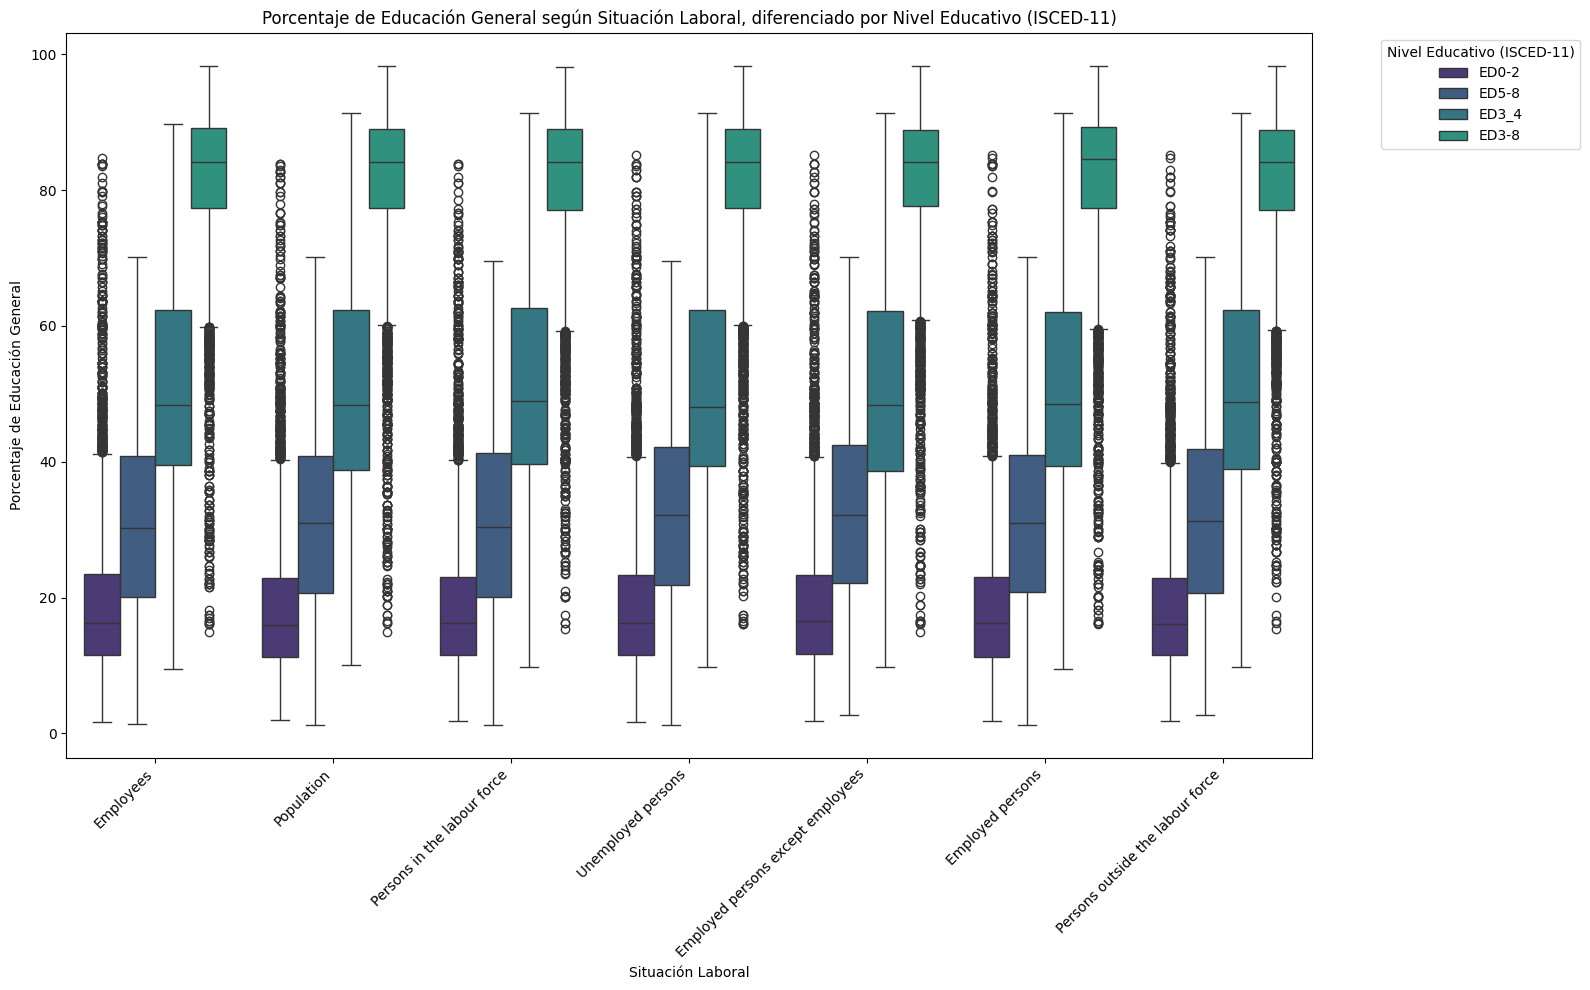 Porcentaje de Educación General según Situación Laboral, diferenciado por Nivel Educativo (ISCED-11)
Nivel Educativo (ISCED-11)
ED0-2
ED5-8
ED3_4
ED3-8
Porcentaje de Educación General
100
80
60
40
20
0
Employees
Population
Persons in the labour force
Unemployed persons
Employed persons except employees
Employed persons
Persons outside the labour force
Situación Laboral